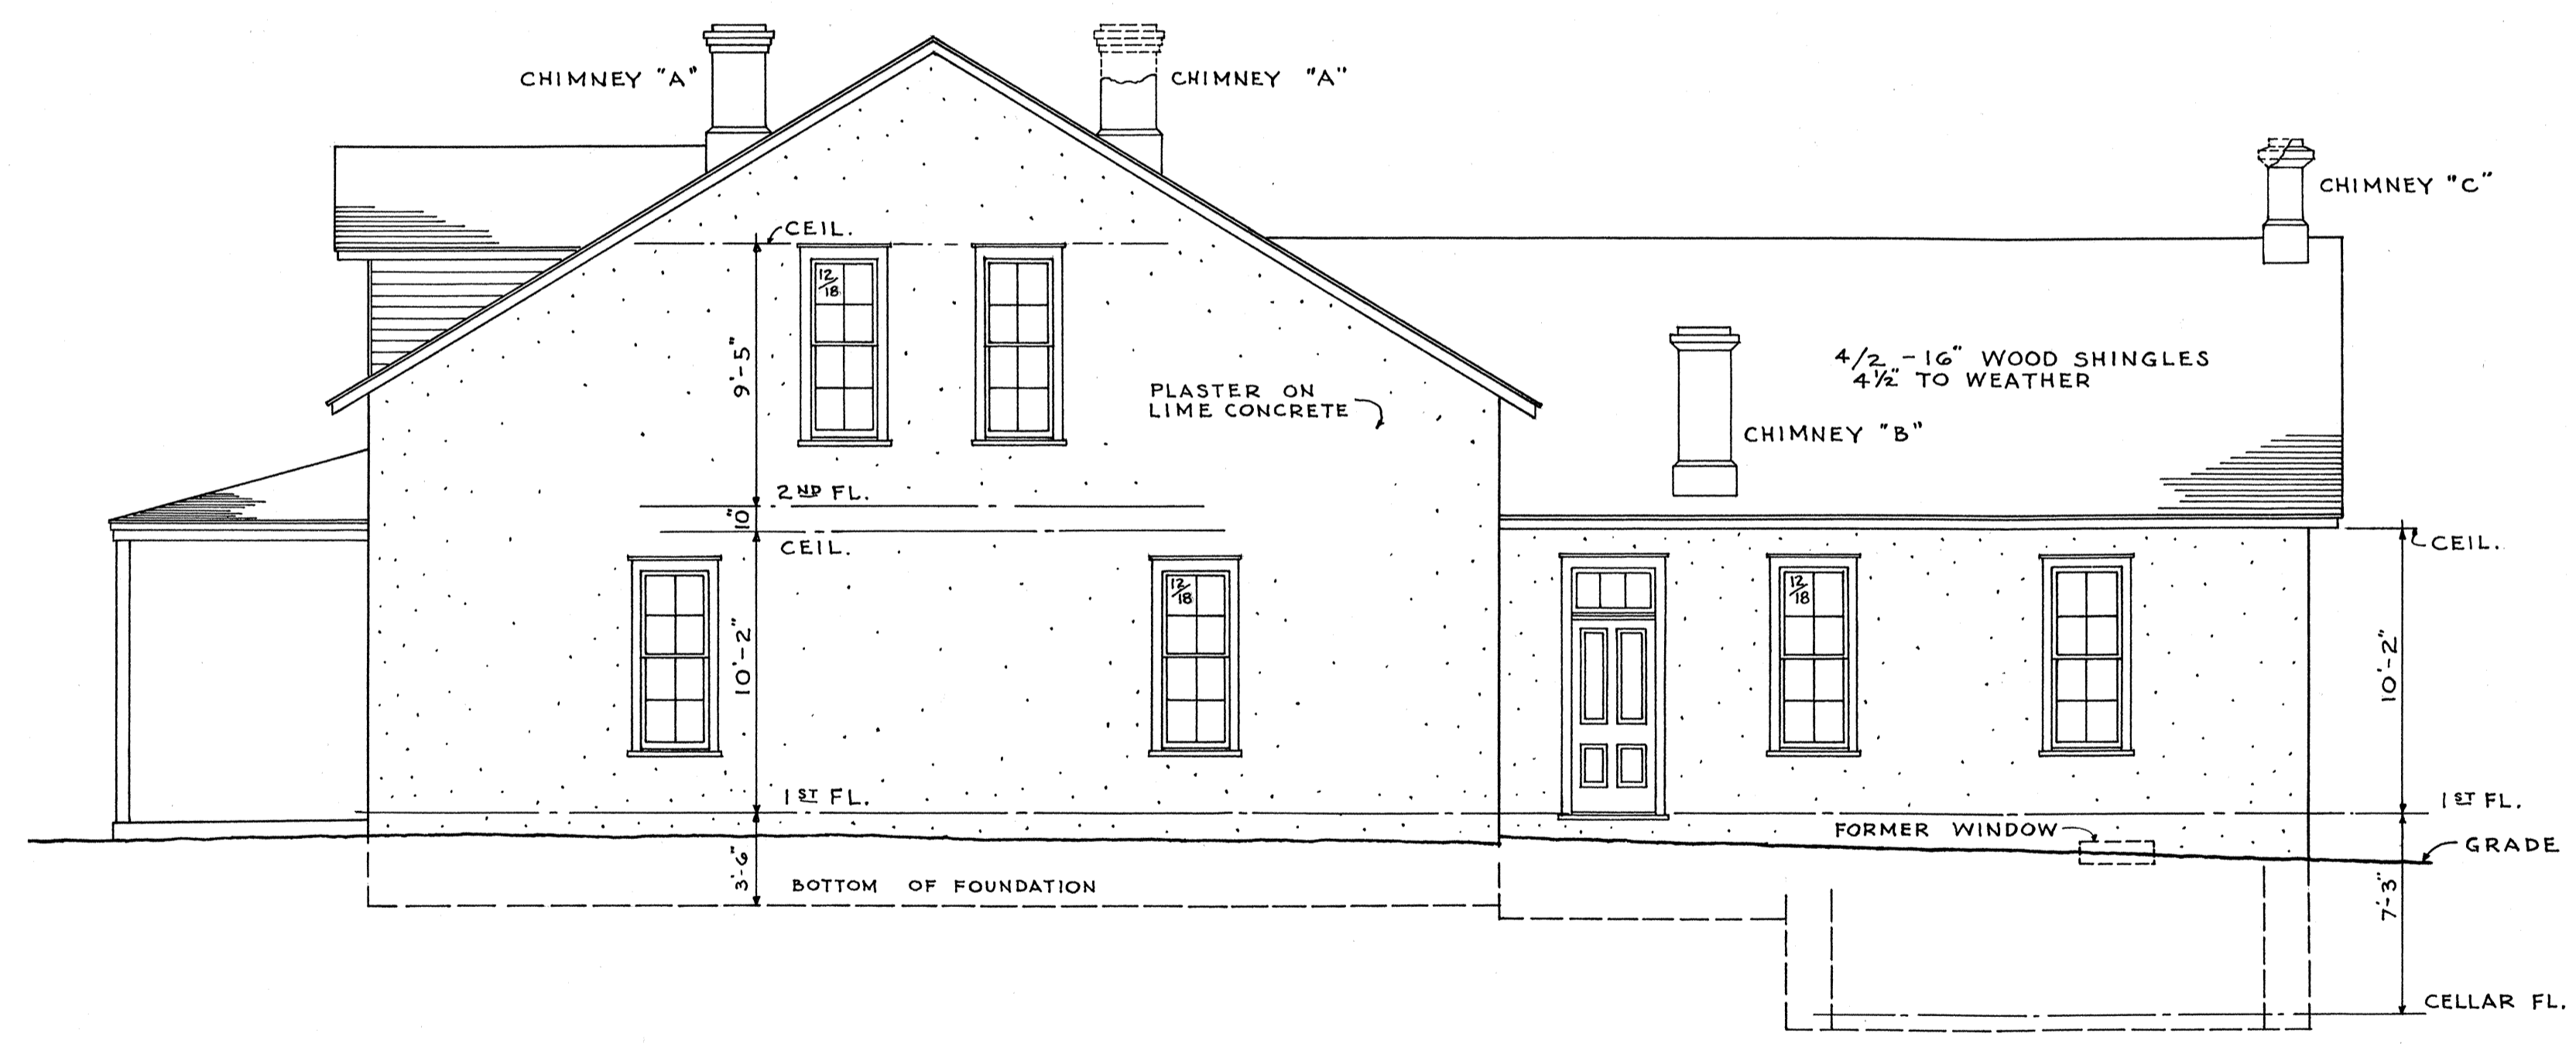 CHIMNEY "A"
CHIMNEY "A"
CHIMNEY "C"
CEIL.
12/18
9'-5"
4/2 - 16" WOOD SHINGLES
4½" TO WEATHER
PLASTER ON
LIME CONCRETE
CHIMNEY "B"
2ND FL.
10"
CEIL.
CEIL.
12/18
12/18
10'-2"
10'-2"
1ST FL.
1ST FL.
FORMER WINDOW
GRADE
3'-6"
BOTTOM OF FOUNDATION
7'-3"
CELLAR FL.